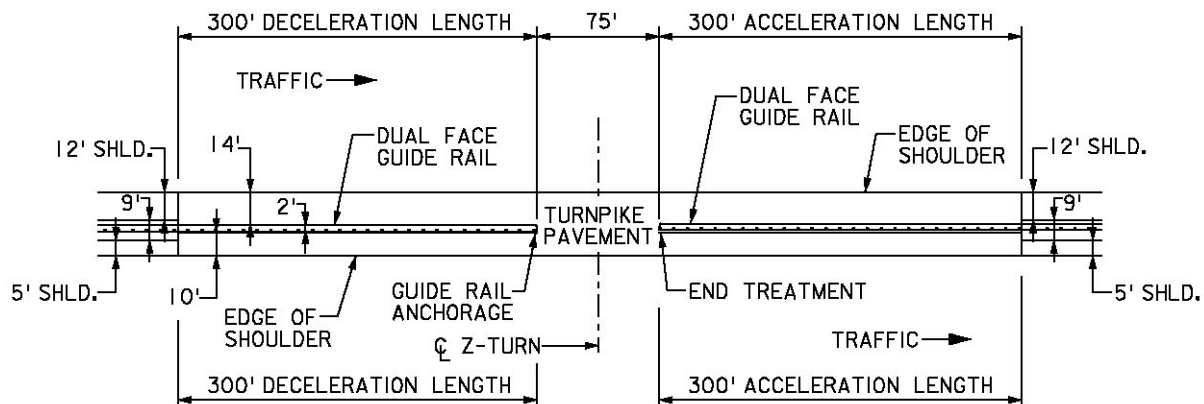 300' DECELERATION LENGTH
75'
300' ACCELERATION LENGTH
TRAFFIC
DUAL FACE
GUIDE RAIL
DUAL FACE
GUIDE RAIL
EDGE OF
SHOULDER
12' SHLD.
14'
12' SHLD.
9'
2'
TURNPIKE
PAVEMENT
9'
5' SHLD.
10'
GUIDE RAIL
ANCHORAGE
END TREATMENT
5' SHLD.
EDGE OF
SHOULDER
℄ Z-TURN
TRAFFIC
300' DECELERATION LENGTH
300' ACCELERATION LENGTH